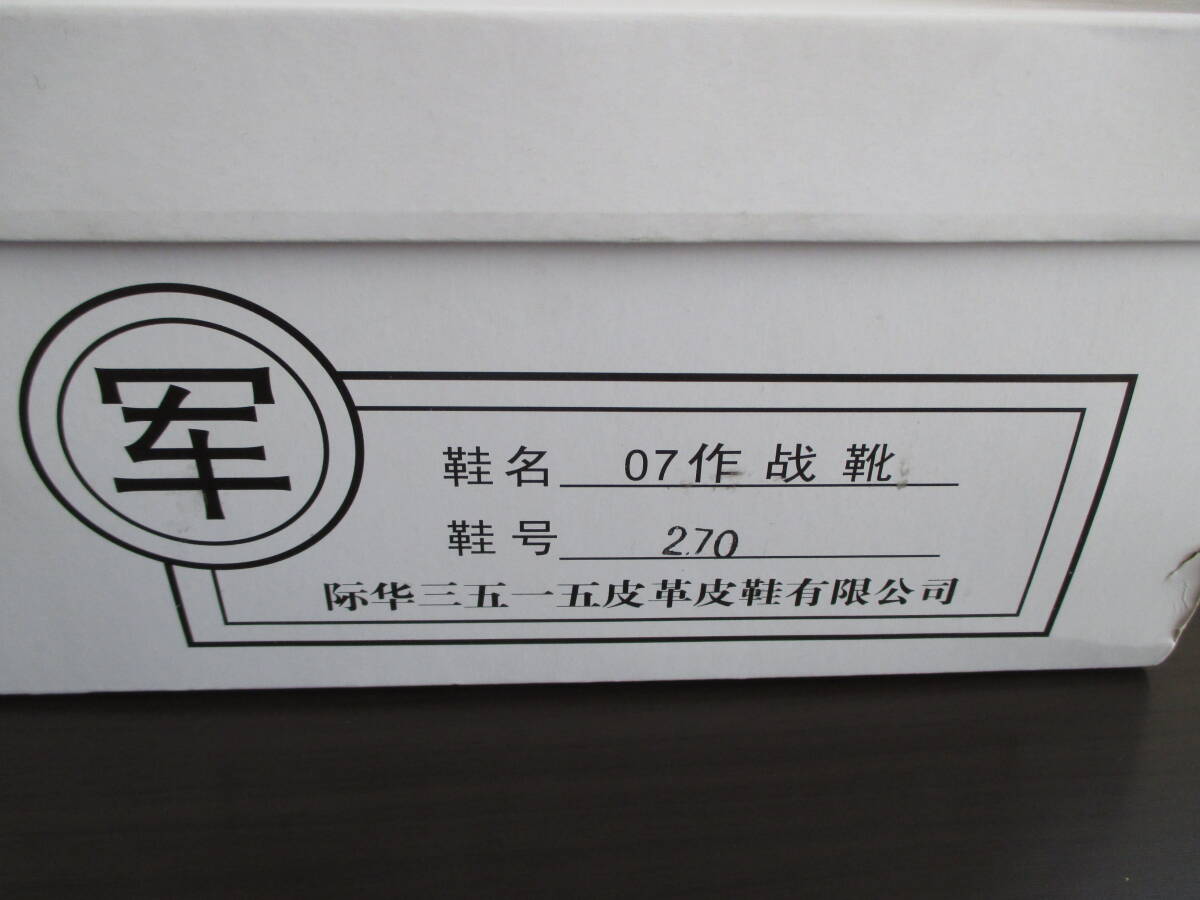 军
鞋名 07作战靴
鞋号 270
际华三五一五皮革皮鞋有限公司